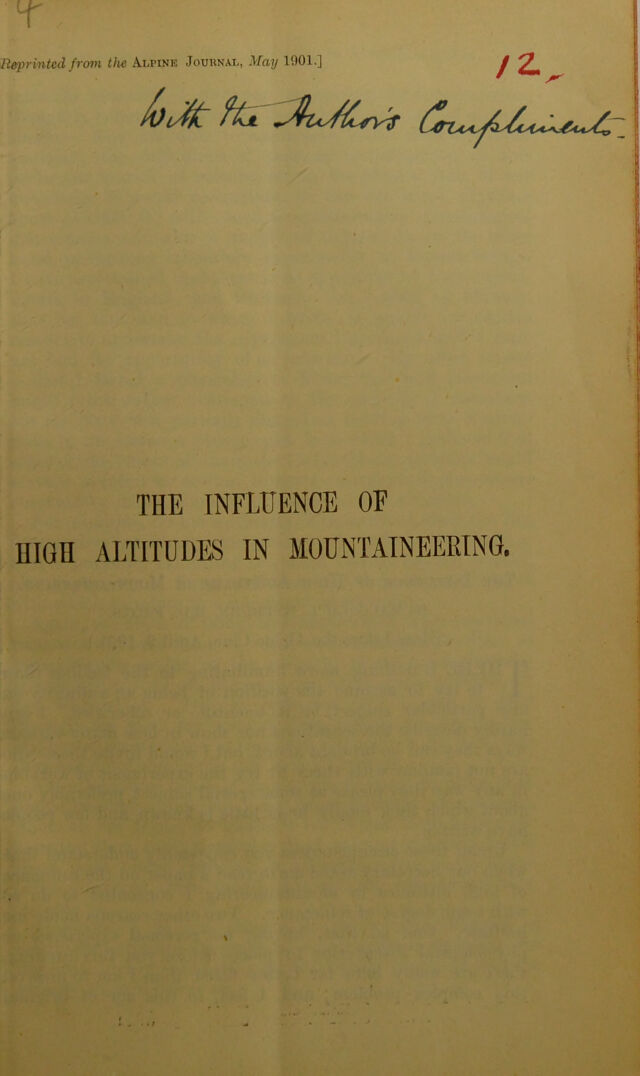 4
Reprinted from the ALPINE JOURNAL, May 1901.]
12.
With the Author's Compliments.
THE INFLUENCE OF
HIGH ALTITUDES IN MOUNTAINEERING.